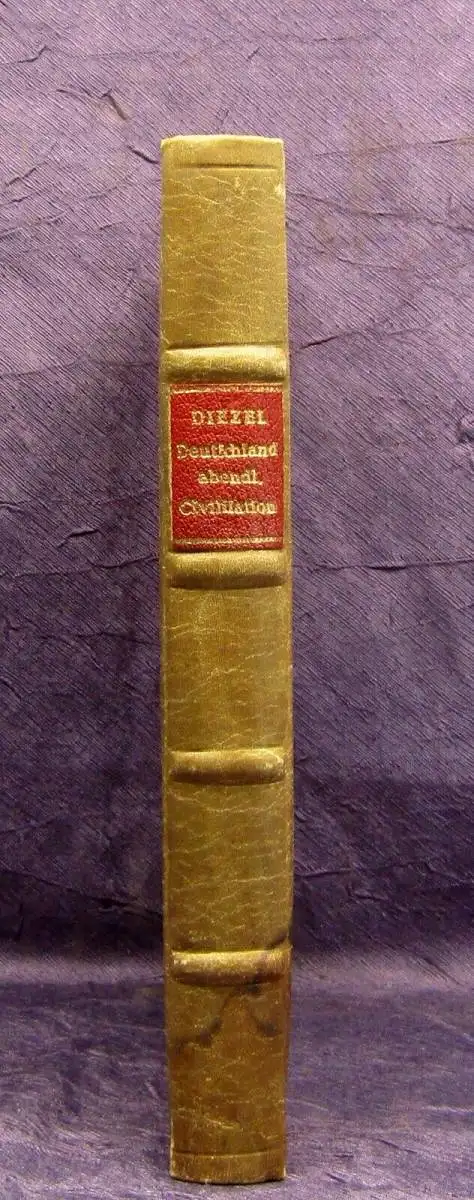 DIEZEL
Deutſchland
abendl.
Civiliſation